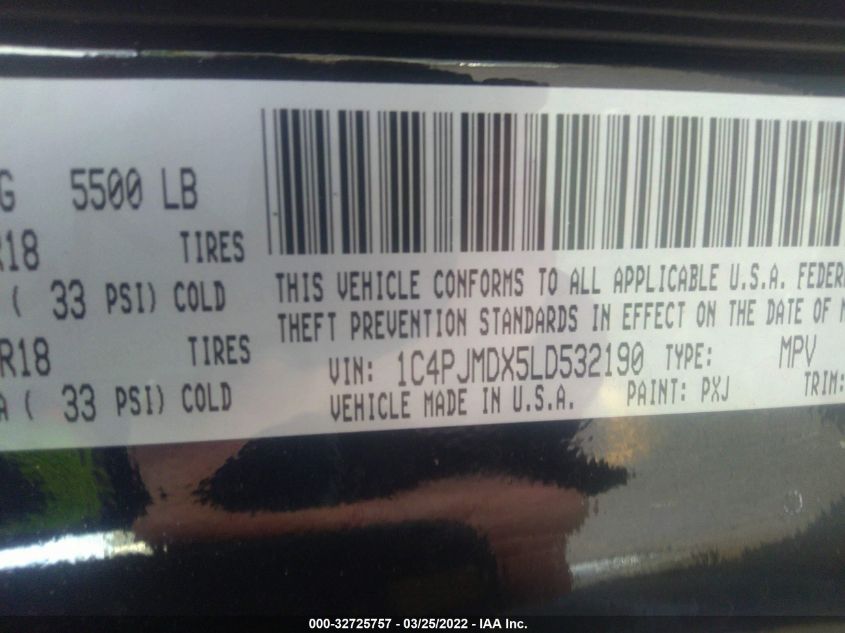 G 5500 LB
R18 TIRES
( 33 PSI) COLD
R18 TIRES
A ( 33 PSI) COLD
THIS VEHICLE CONFORMS TO ALL APPLICABLE U.S.A. FEDER
THEFT PREVENTION STANDARDS IN EFFECT ON THE DATE OF M
VIN: 1C4PJMDX5LD532190 TYPE: MPV
VEHICLE MADE IN U.S.A. PAINT: PXJ TRIM:
000-32725757 - 03/25/2022 - IAA Inc.